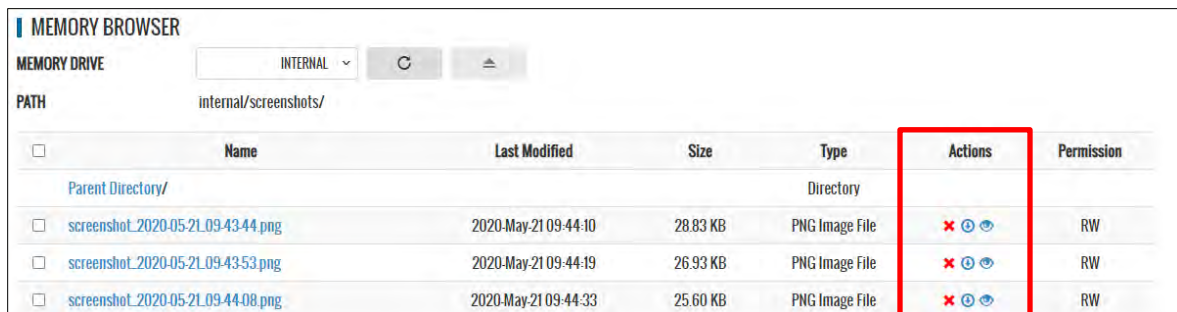 MEMORY BROWSER
MEMORY DRIVE INTERNAL
PATH internal/screenshots/
Name Last Modified Size Type Actions Permission
Parent Directory/ Directory
screenshot_2020-05-21_09-43-44.png 2020-May-21 09:44:10 28.83 KB PNG Image File RW
screenshot_2020-05-21_09-43-53.png 2020-May-21 09:44:19 26.93 KB PNG Image File RW
screenshot_2020-05-21_09-44-08.png 2020-May-21 09:44:33 25.60 KB PNG Image File RW